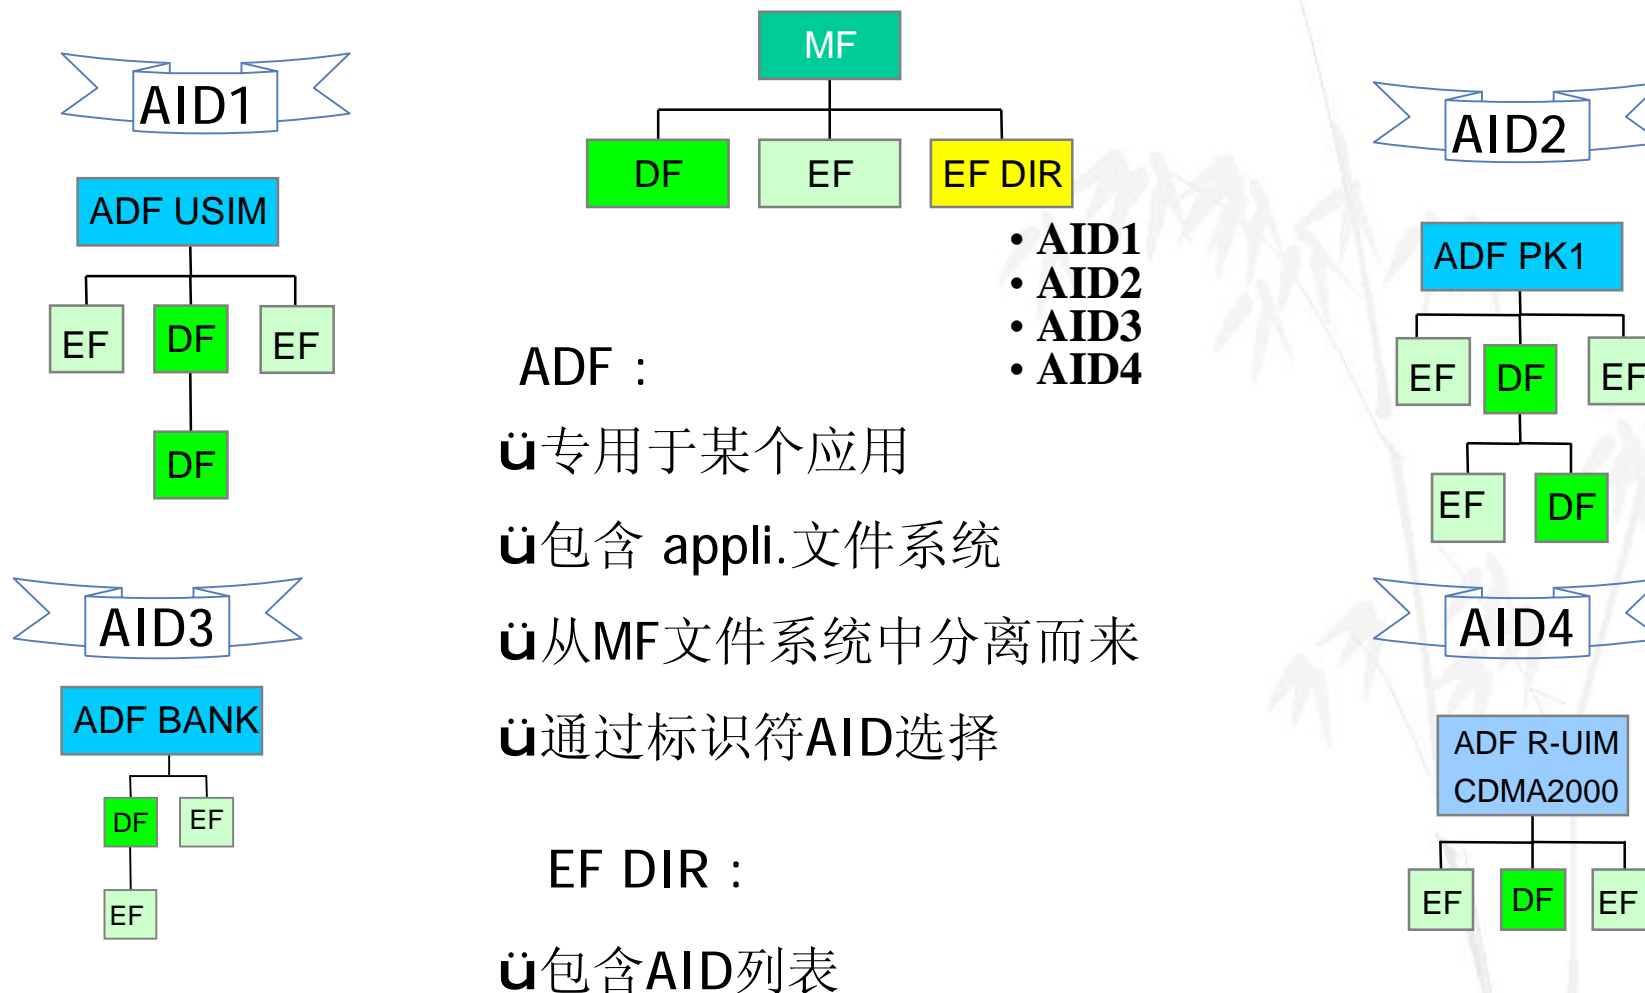 MF
DF
EF
EF DIR
• AID1
• AID2
• AID3
• AID4
AID1
ADF USIM
EF
DF
EF
DF
AID2
ADF PK1
EF
DF
EF
EF
DF
ADF :
ü专用于某个应用
ü包含 appli.文件系统
ü从MF文件系统中分离而来
ü通过标识符AID选择
EF DIR :
ü包含AID列表
AID3
ADF BANK
DF
EF
EF
AID4
ADF R-UIM
CDMA2000
EF
DF
EF